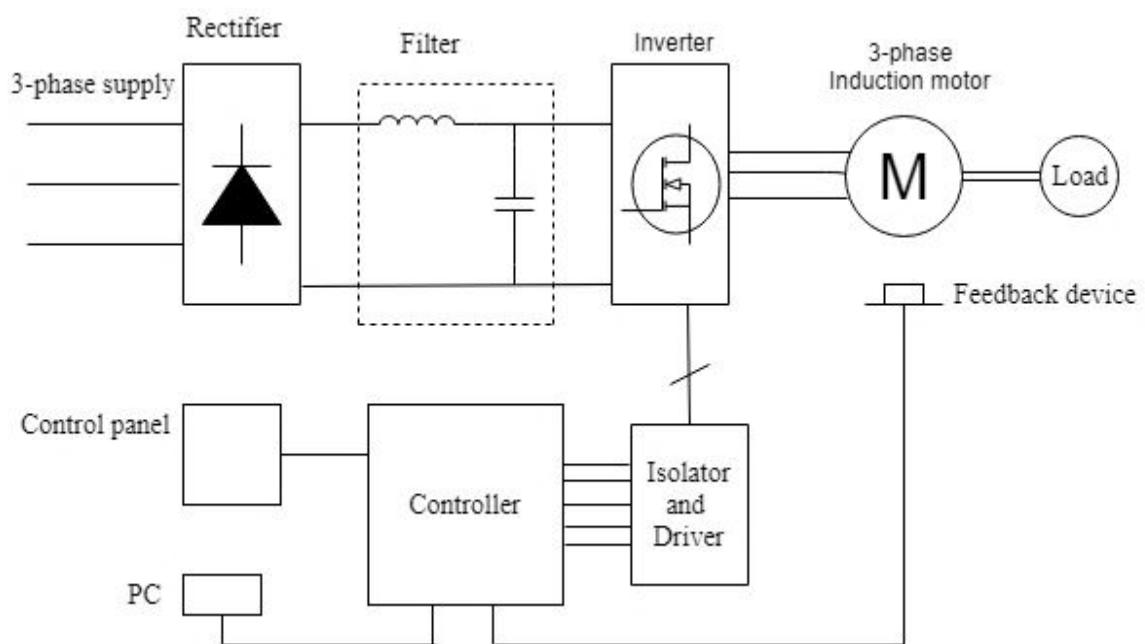 Rectifier
Filter
Inverter
3-phase
Induction motor
3-phase supply
M
Load
Feedback device
Control panel
Controller
Isolator
and
Driver
PC